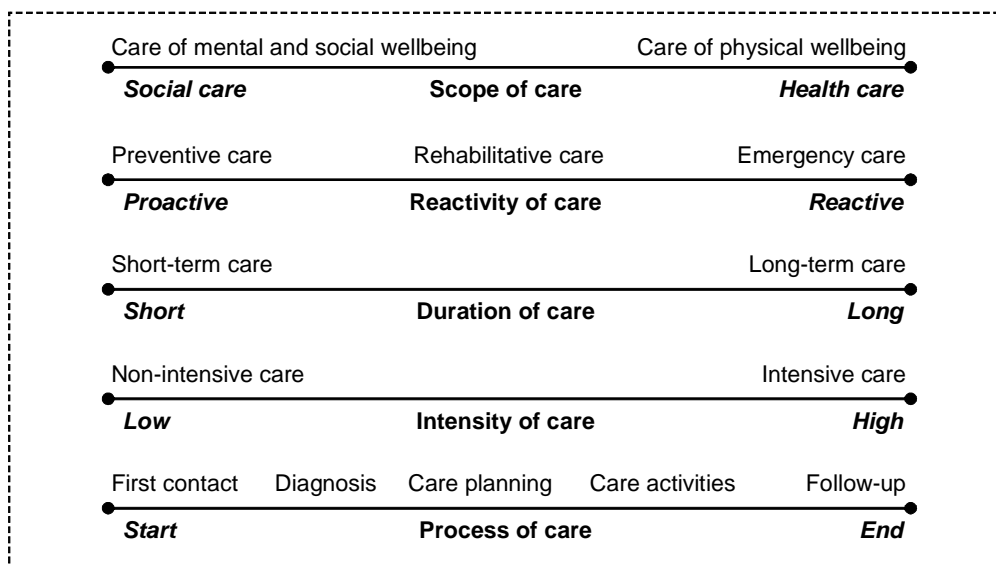 Care of mental and social wellbeing Care of physical wellbeing
Social care Scope of care Health care
Preventive care Rehabilitative care Emergency care
Proactive Reactivity of care Reactive
Short-term care Long-term care
Short Duration of care Long
Non-intensive care Intensive care
Low Intensity of care High
First contact Diagnosis Care planning Care activities Follow-up
Start Process of care End